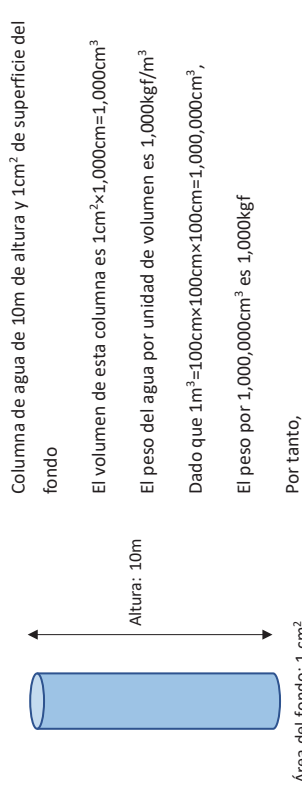 Columna de agua de 10m de altura y 1cm² de superficie del
fondo
El volumen de esta columna es 1cm²×1,000cm=1,000cm³
El peso del agua por unidad de volumen es 1,000kgf/m³
Dado que 1m³=100cm×100cm×100cm=1,000,000cm³,
El peso por 1,000,000cm³ es 1,000kgf
Por tanto,
Altura: 10m
Área del fondo: 1 cm²